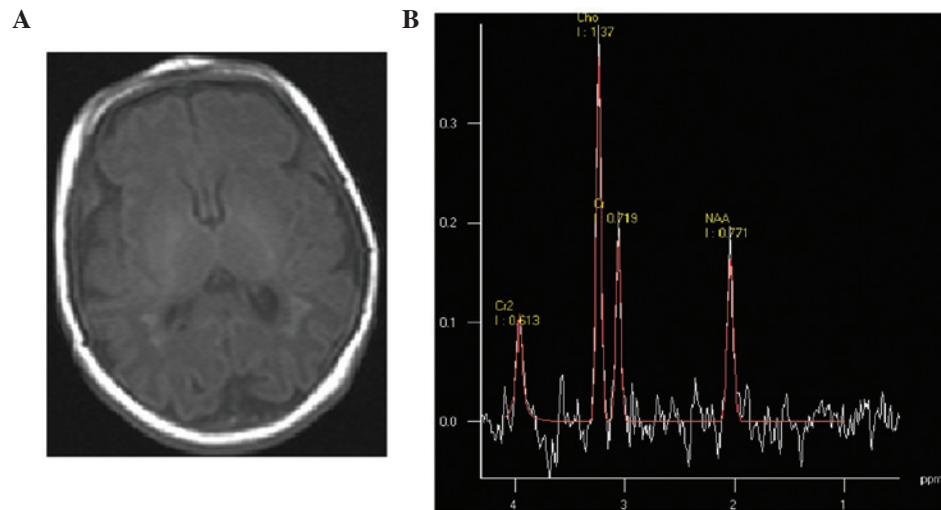 A
B
Cho
I : 1.37
0.3
Cr 0.719
NAA
I : 0.771
0.2
Cr2
I : 0.613
0.1
0.0
ppm
4
3
2
1